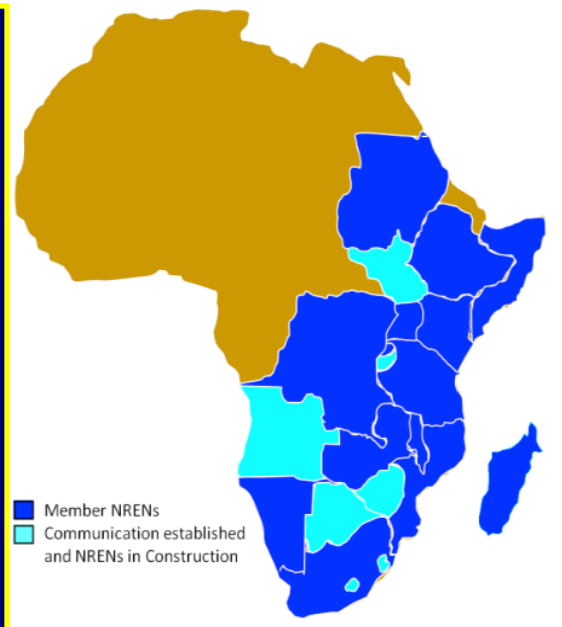 Member NRENs
Communication established
and NRENs in Construction